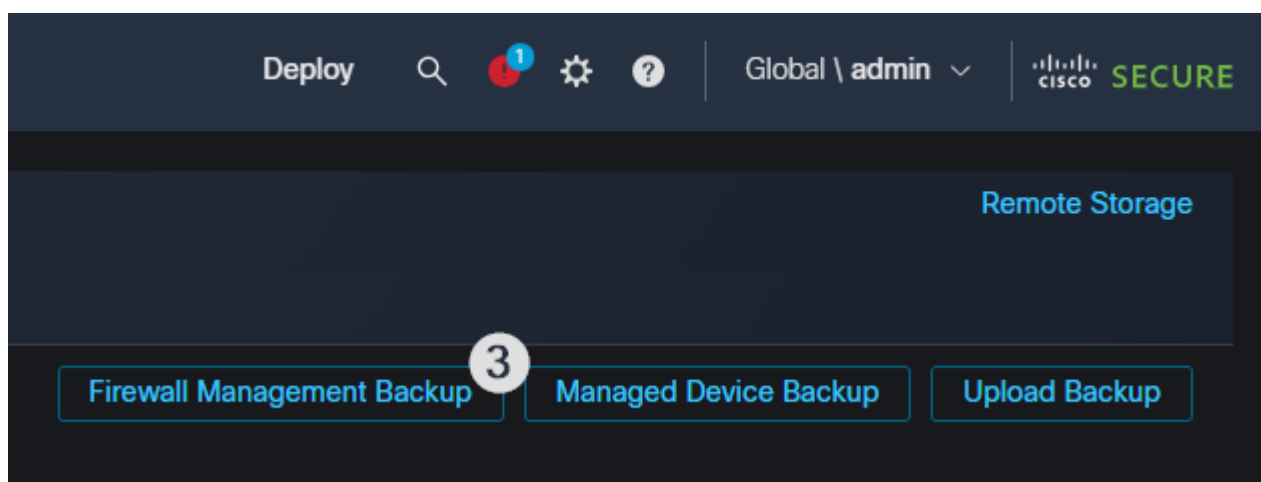 Deploy 1 ? Global \ admin cisco SECURE
Remote Storage
3
Firewall Management Backup Managed Device Backup Upload Backup